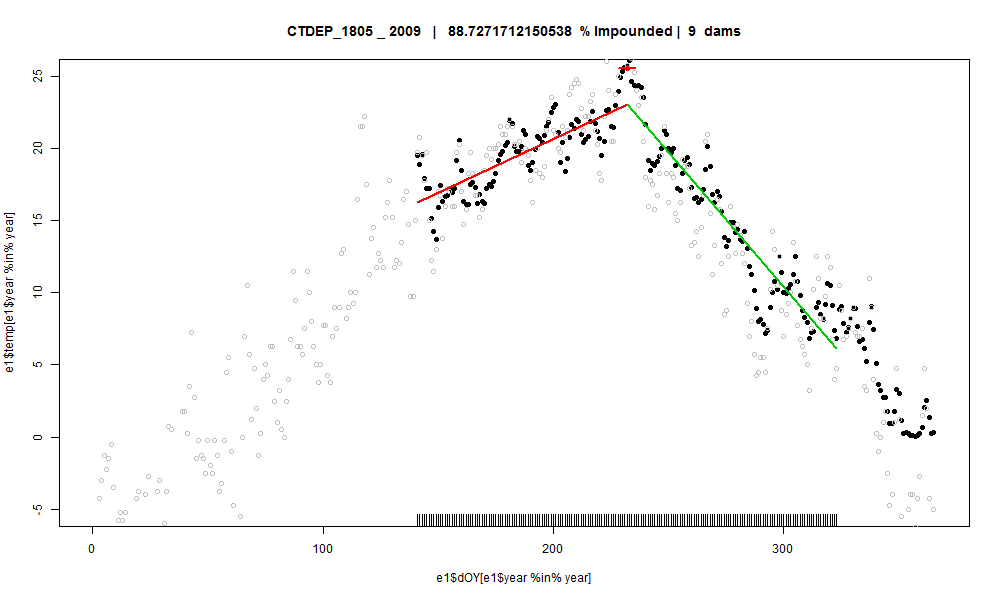 CTDEP_1805 _ 2009 | 88.7271712150538 % Impounded | 9 dams
25
20
15
10
5
0
-5
e1$temp[e1$year %in% year]
0 100 200 300
e1$dOY[e1$year %in% year]